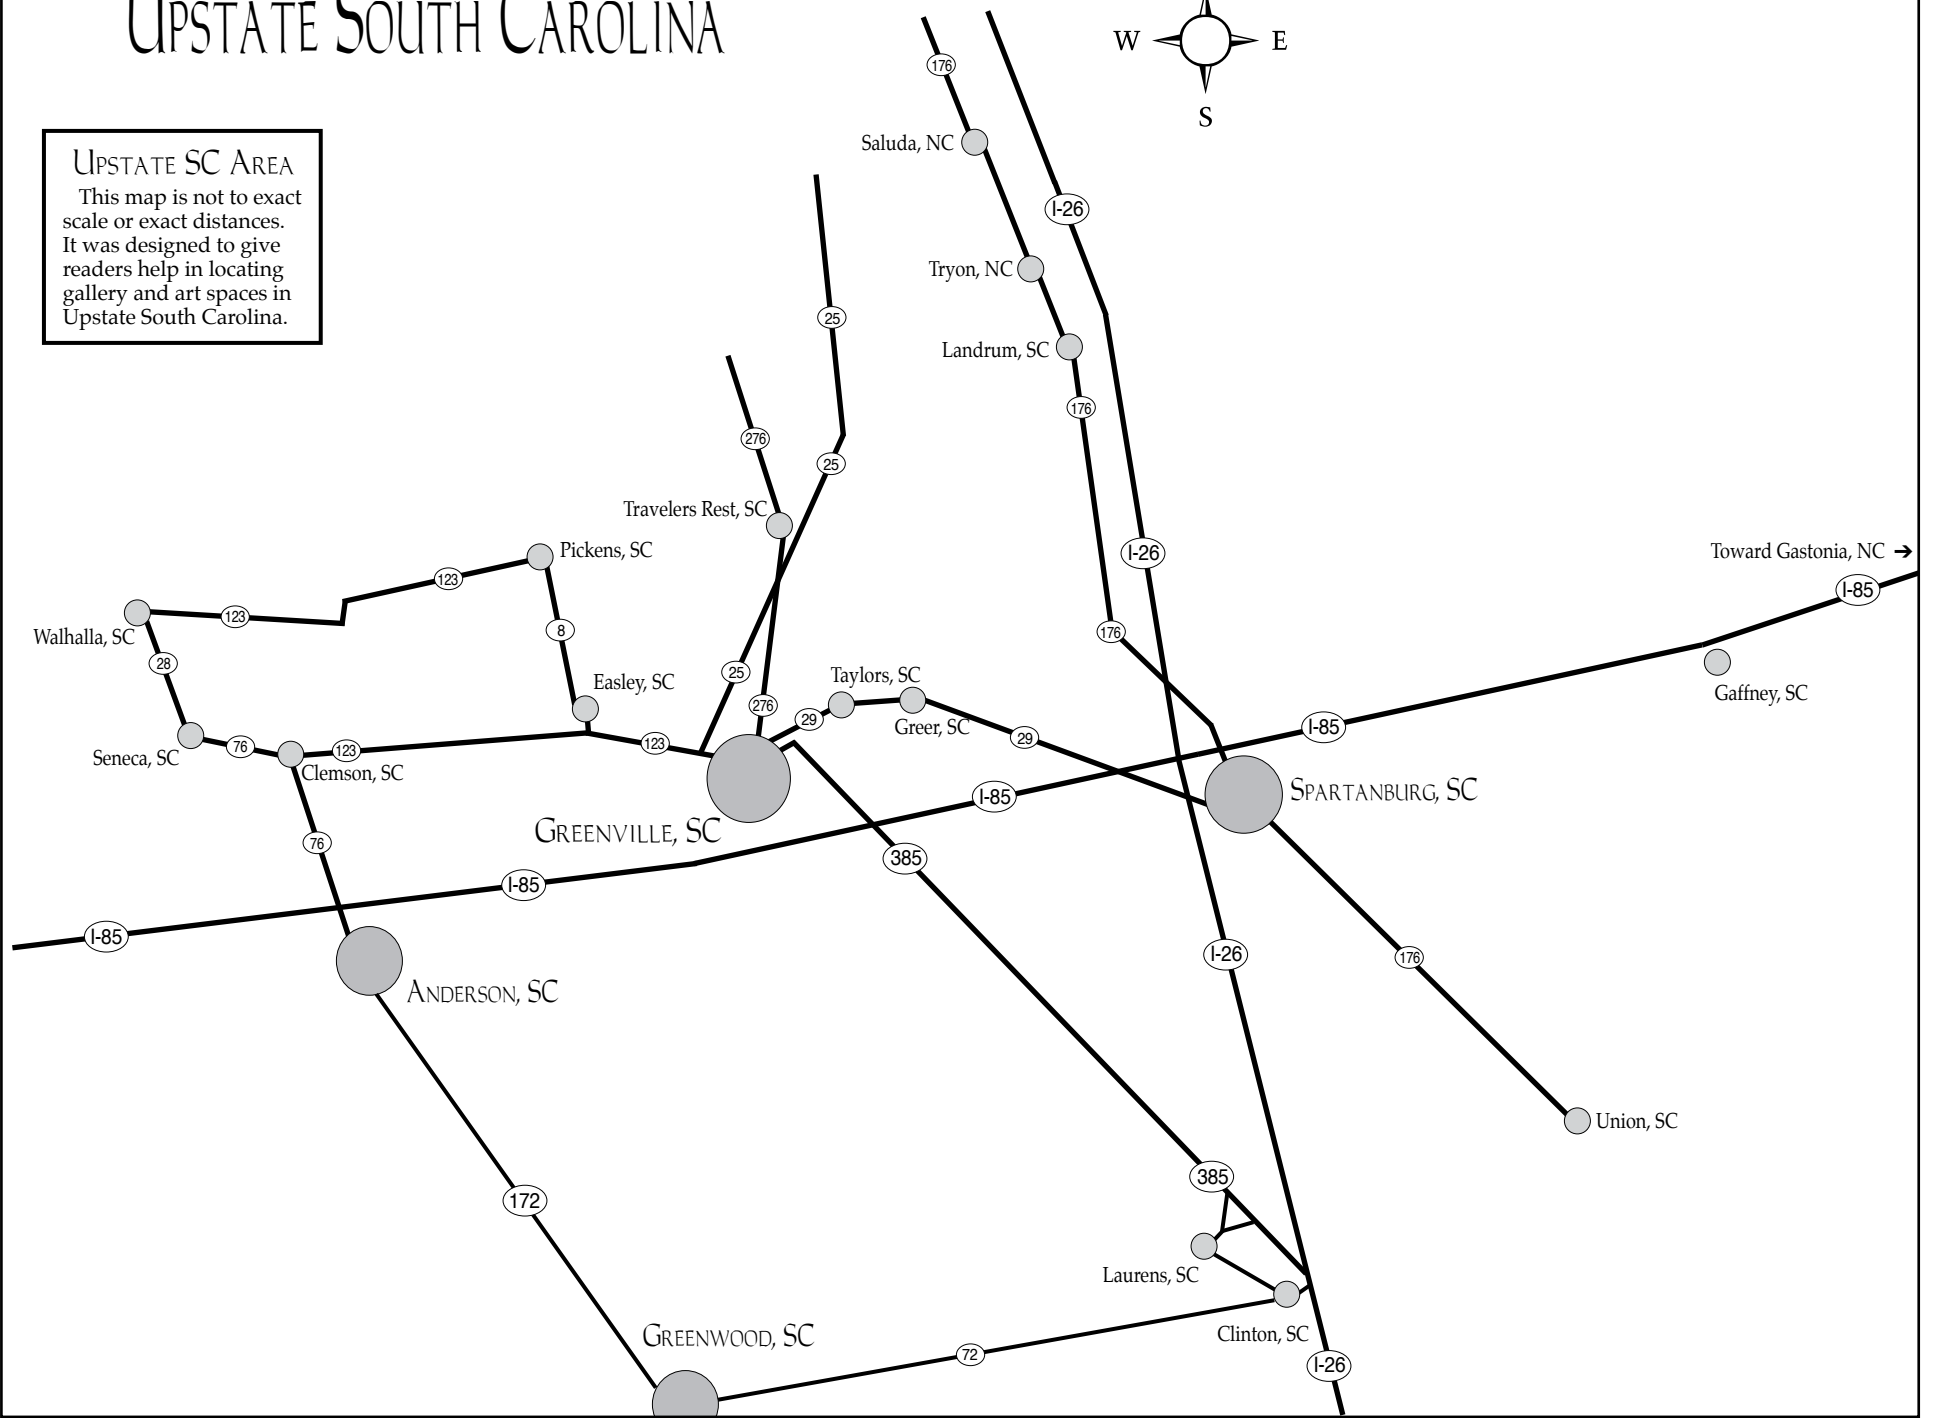 UPSTATE SOUTH CAROLINA
W
E
S
176
Saluda, NC
UPSTATE SC AREA
This map is not to exact
scale or exact distances.
It was designed to give
readers help in locating
gallery and art spaces in
Upstate South Carolina.
I-26
Tryon, NC
25
Landrum, SC
176
276
25
Travelers Rest, SC
Pickens, SC
I-26
Toward Gastonia, NC ➔
123
I-85
123
8
176
Walhalla, SC
28
25
Taylors, SC
Easley, SC
Gaffney, SC
276
29
Greer, SC
I-85
29
76
123
123
Seneca, SC
Clemson, SC
SPARTANBURG, SC
I-85
GREENVILLE, SC
76
385
I-85
I-85
I-26
176
ANDERSON, SC
Union, SC
385
172
Laurens, SC
GREENWOOD, SC
Clinton, SC
72
I-26